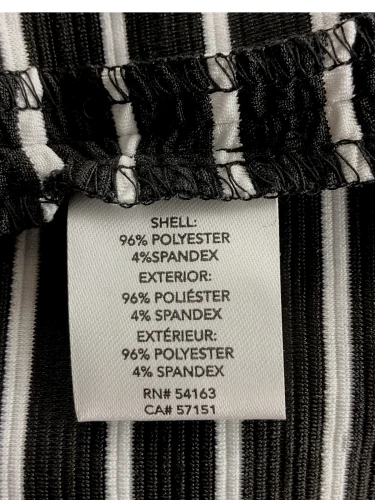 SHELL:
96% POLYESTER
4%SPANDEX
EXTERIOR:
96% POLIÉSTER
4% SPANDEX
EXTÉRIEUR:
96% POLYESTER
4% SPANDEX
RN# 54163
CA# 57151